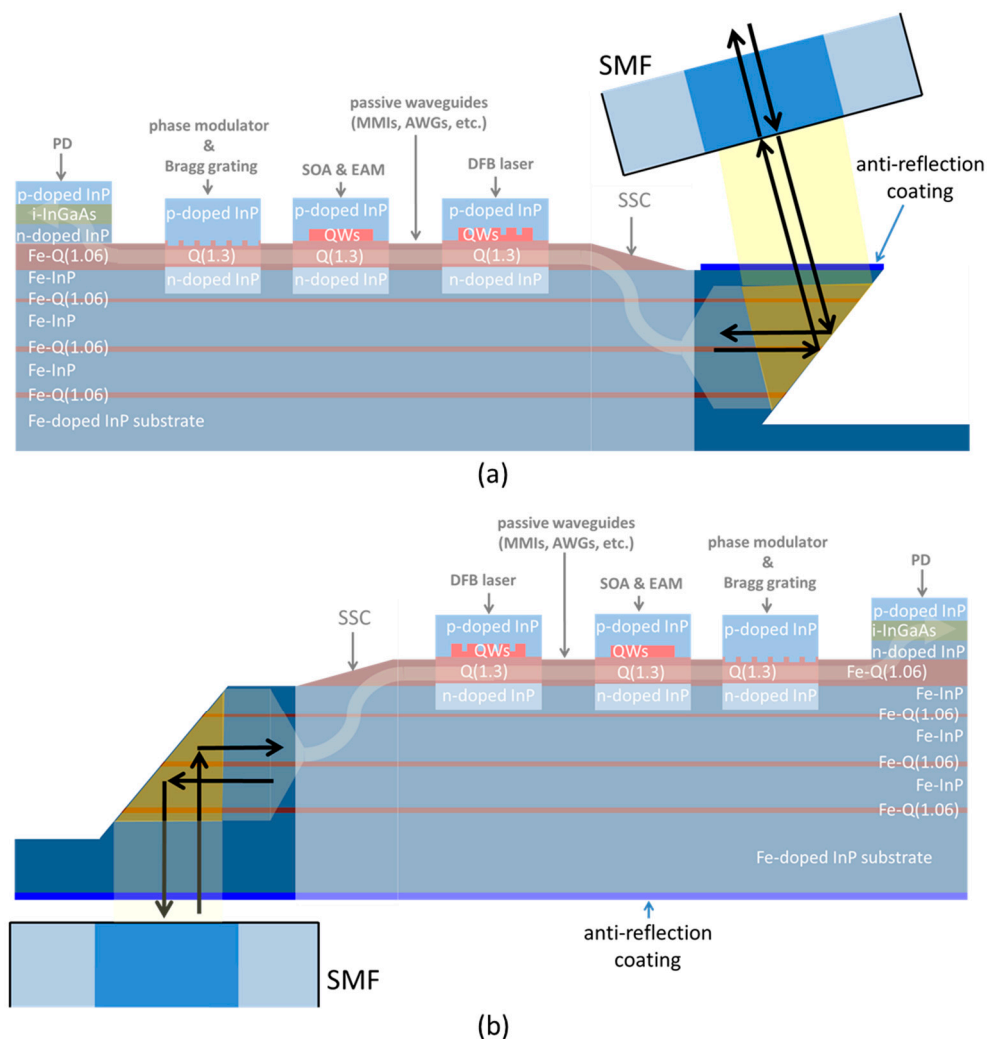 SMF
passive waveguides
(MMIs, AWGs, etc.)
phase modulator
&
Bragg grating
PD
SOA & EAM
DFB laser
SSC
anti-reflection
coating
p-doped InP
i-InGaAs
n-doped InP
Fe-Q(1.06)
Fe-InP
Fe-Q(1.06)
Fe-InP
Fe-Q(1.06)
Fe-InP
Fe-Q(1.06)
Fe-doped InP substrate
p-doped InP
Q(1.3)
n-doped InP
p-doped InP
QWs
Q(1.3)
n-doped InP
p-doped InP
QWs
Q(1.3)
n-doped InP
(a)
passive waveguides
(MMIs, AWGs, etc.)
phase modulator
&
Bragg grating
PD
DFB laser
SOA & EAM
SSC
p-doped InP
QWs
Q(1.3)
n-doped InP
p-doped InP
QWs
Q(1.3)
n-doped InP
p-doped InP
Q(1.3)
n-doped InP
p-doped InP
i-InGaAs
n-doped InP
Fe-Q(1.06)
Fe-InP
Fe-Q(1.06)
Fe-InP
Fe-Q(1.06)
Fe-InP
Fe-Q(1.06)
Fe-doped InP substrate
anti-reflection
coating
SMF
(b)